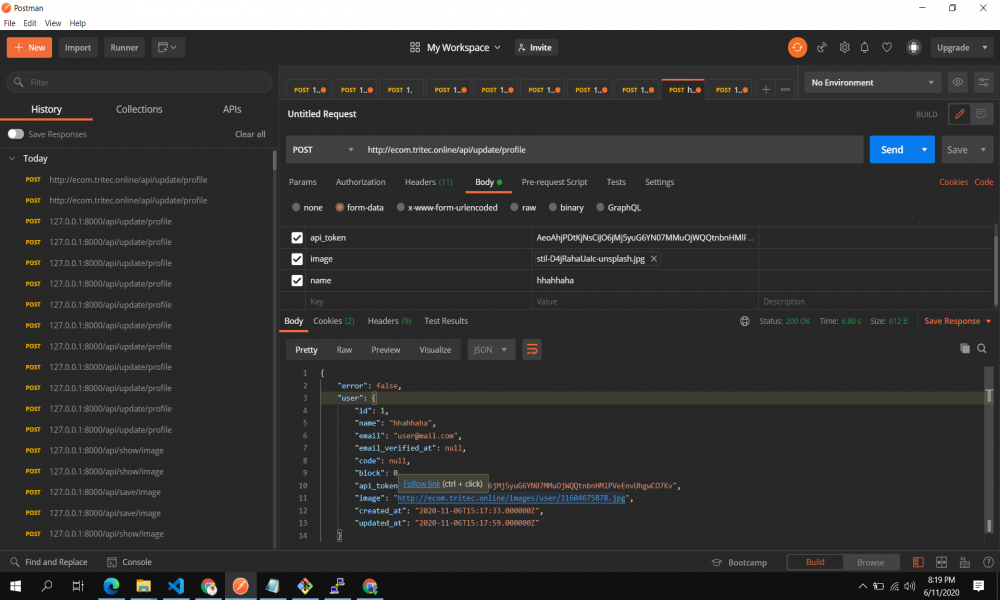 Postman
File Edit View Help
+ New Import Runner
My Workspace Invite Upgrade
Filter
History Collections APIs
Save Responses Clear all
Today
POST http://ecom.tritec.online/api/update/profile
POST http://ecom.tritec.online/api/update/profile
POST 127.0.0.1:8000/api/update/profile
POST 127.0.0.1:8000/api/update/profile
POST 127.0.0.1:8000/api/update/profile
POST 127.0.0.1:8000/api/update/profile
POST 127.0.0.1:8000/api/update/profile
POST 127.0.0.1:8000/api/update/profile
POST 127.0.0.1:8000/api/update/profile
POST 127.0.0.1:8000/api/update/profile
POST 127.0.0.1:8000/api/update/profile
POST 127.0.0.1:8000/api/update/profile
POST 127.0.0.1:8000/api/update/profile
POST 127.0.0.1:8000/api/show/image
POST 127.0.0.1:8000/api/show/image
POST 127.0.0.1:8000/api/save/image
POST 127.0.0.1:8000/api/save/image
POST 127.0.0.1:8000/api/show/image
POST 1... POST 1... POST 1. POST 1... POST 1... POST 1... POST 1... POST 1... POST h... POST 1... + ooo
No Environment
Untitled Request BUILD
POST http://ecom.tritec.online/api/update/profile Send Save
Params Authorization Headers (11) Body Pre-request Script Tests Settings Cookies Code
none form-data x-www-form-urlencoded raw binary GraphQL
api_token
image stil-D4jRahaUaIc-unsplash.jpg
name hhahhaha
Key Value Description
Body Cookies (2) Headers (9) Test Results Status: 200 OK Time: 6.80 s Size: 612 B Save Response
Pretty Raw Preview Visualize JSON
1 {
2 "error": false,
3 "user": {
4 "id": 1,
5 "name": "hhahhaha",
6 "email": "user@mail.com",
7 "email_verified_at": null,
8 "code": null,
9 "block": 0
Follow link (ctrl + click)
10 "api_token
11 "image": "http://ecom.tritec.online/images/user/11604675878.jpg",
12 "created_at": "2020-11-06T15:17:33.000000Z",
13 "updated_at": "2020-11-06T15:17:59.000000Z"
14 }
Find and Replace Console Bootcamp Build Browse
8:19 PM
6/11/2020